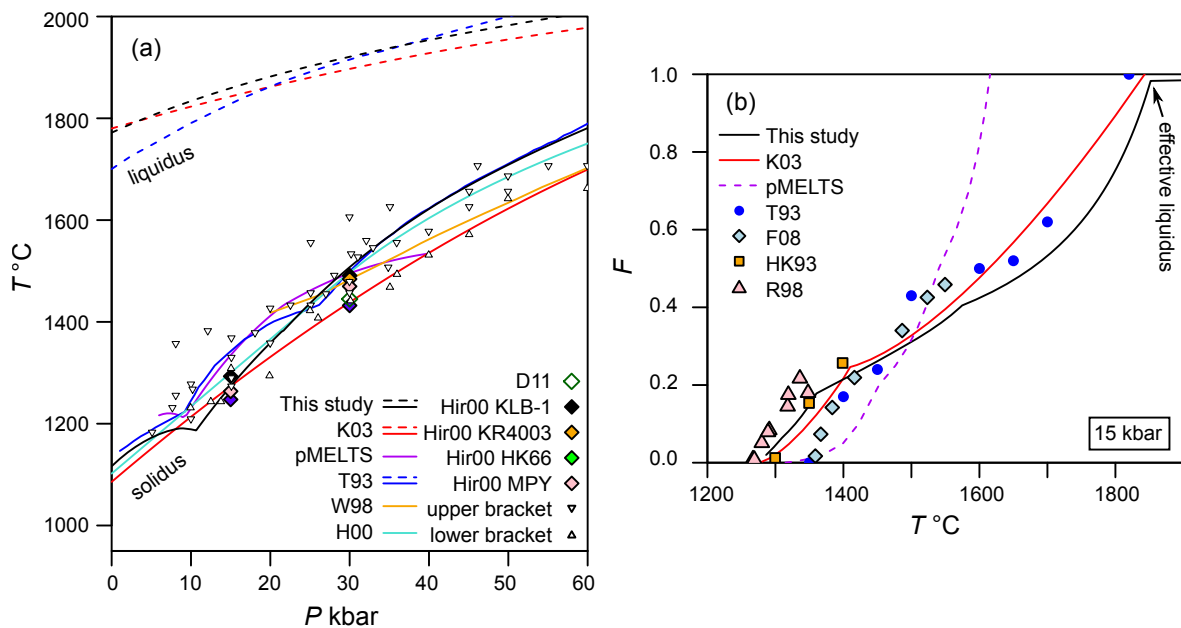 (a)
2000
1800
1600
1400
1200
1000
T °C
0
10
20
30
40
50
60
P kbar
liquidus
solidus
This study
K03
pMELTS
T93
W98
H00
D11
Hir00 KLB-1
Hir00 KR4003
Hir00 HK66
Hir00 MPY
upper bracket
lower bracket
(b)
1.0
0.8
0.6
0.4
0.2
0.0
F
This study
K03
pMELTS
T93
F08
HK93
R98
effective liquidus
15 kbar
1200
1400
1600
1800
T °C